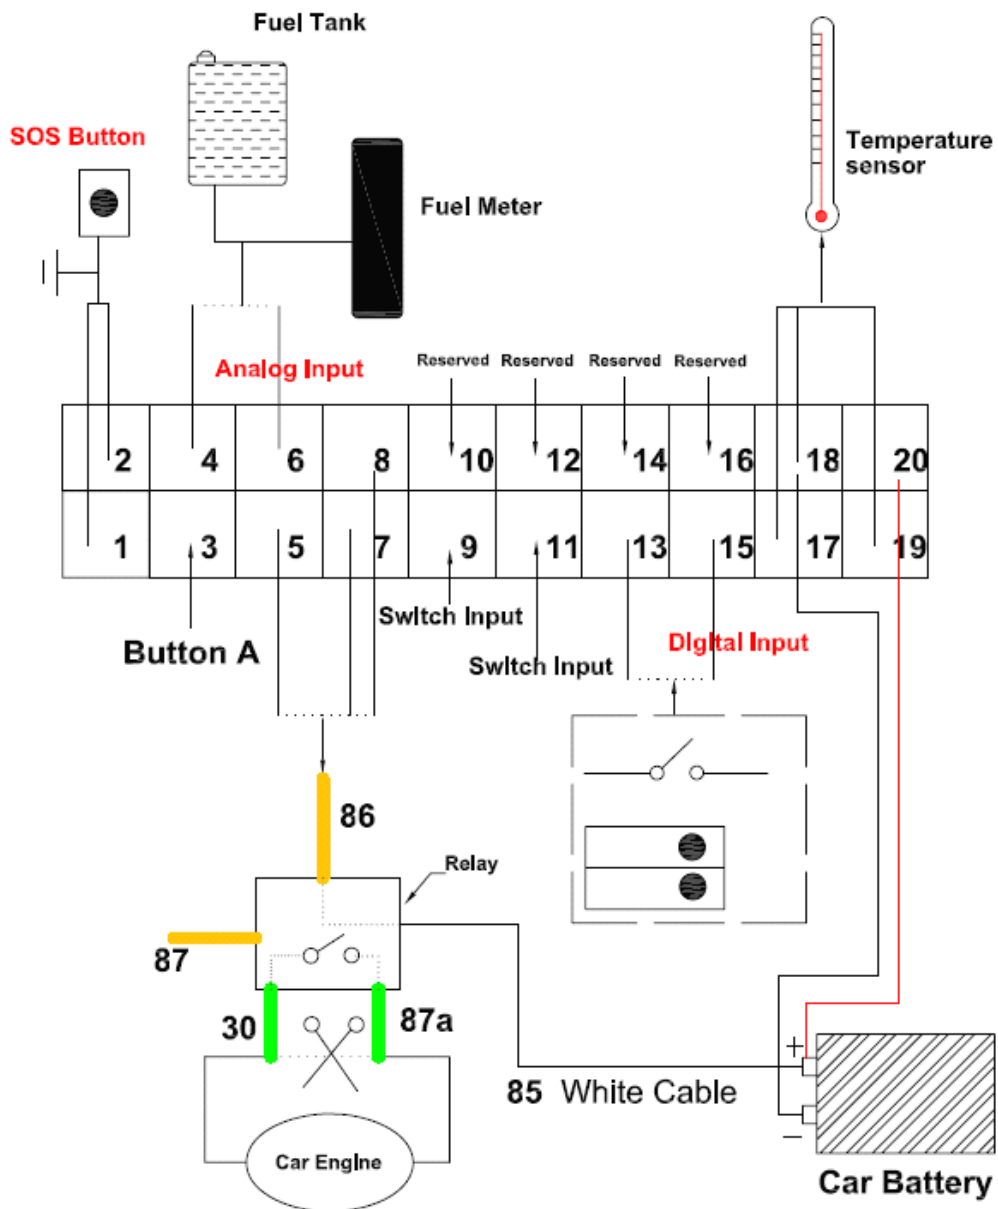 Fuel Tank
SOS Button
Temperature
sensor
Fuel Meter
Analog Input
Reserved
Reserved
Reserved
Reserved
2
4
6
8
10
12
14
16
18
20
1
3
5
7
9
11
13
15
17
19
Button A
Switch Input
Switch Input
Digital Input
86
Relay
87
30
87a
85 White Cable
+
−
Car Engine
Car Battery